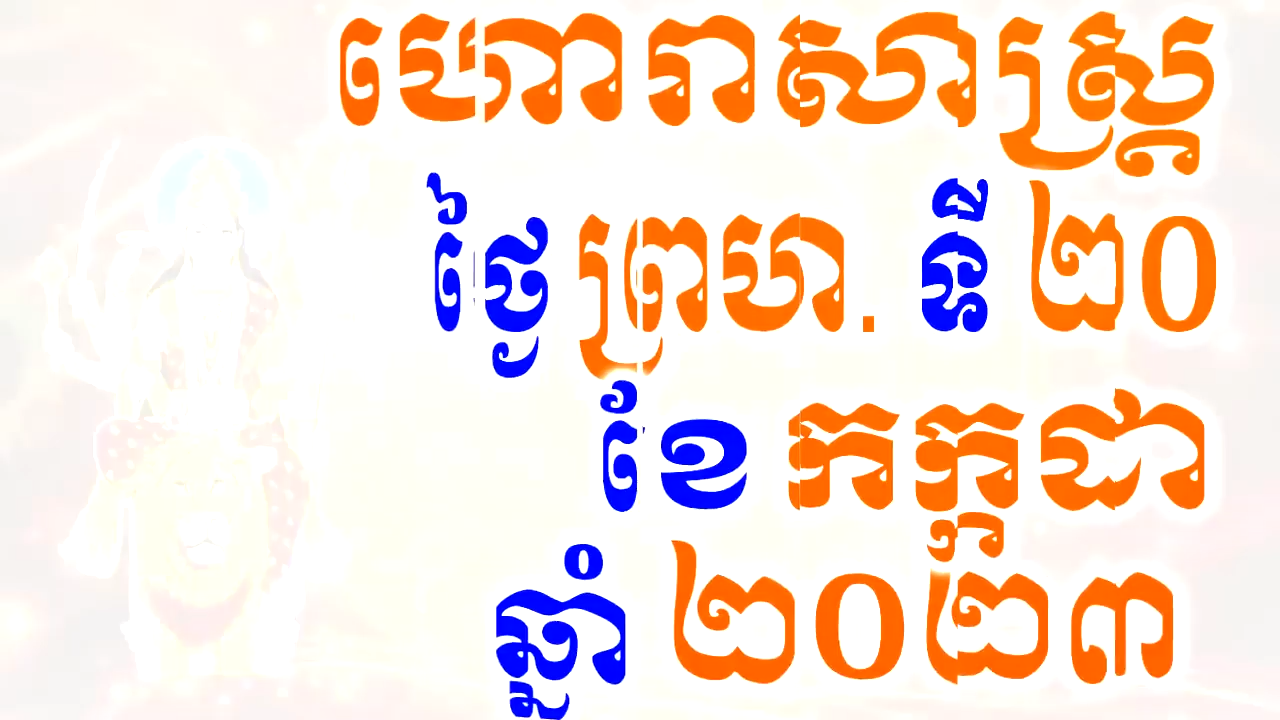 ហោរាសាស្ត្រ
ថ្ងៃ ព្រហ. ទី ២០
ខែ កក្កដា
ឆ្នាំ ២០២៣